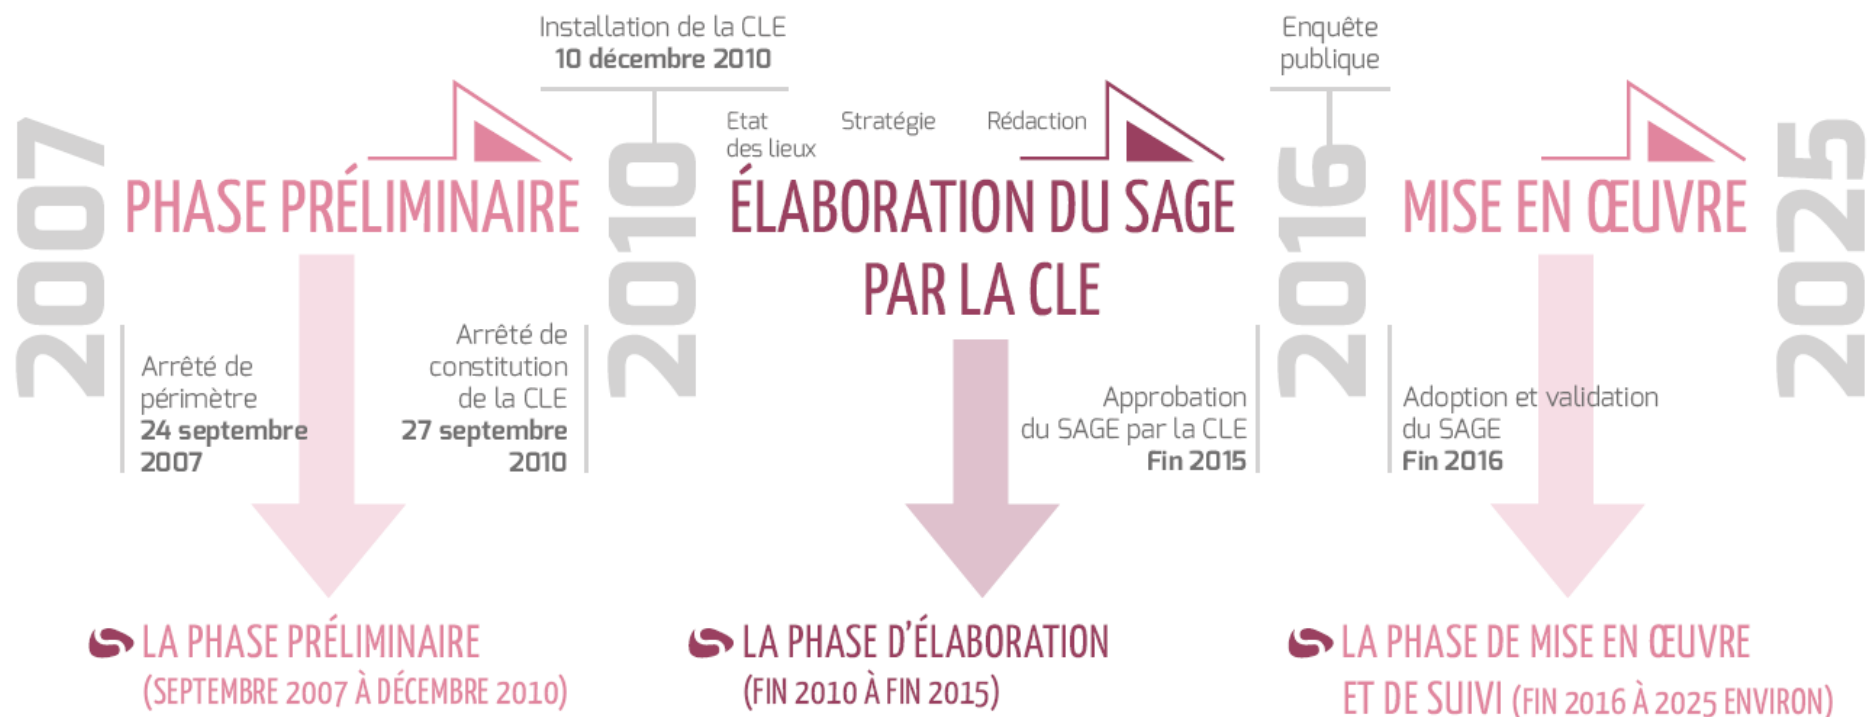 2007
PHASE PRÉLIMINAIRE
Arrêté de
périmètre
24 septembre
2007
Arrêté de
constitution
de la CLE
27 septembre
2010
Installation de la CLE
10 décembre 2010
2010
Etat
des lieux
Stratégie
Rédaction
ÉLABORATION DU SAGE
PAR LA CLE
Approbation
du SAGE par la CLE
Fin 2015
Enquête
publique
2016
MISE EN ŒUVRE
Adoption et validation
du SAGE
Fin 2016
2025
LA PHASE PRÉLIMINAIRE
(SEPTEMBRE 2007 À DÉCEMBRE 2010)
LA PHASE D'ÉLABORATION
(FIN 2010 À FIN 2015)
LA PHASE DE MISE EN ŒUVRE
ET DE SUIVI (FIN 2016 À 2025 ENVIRON)